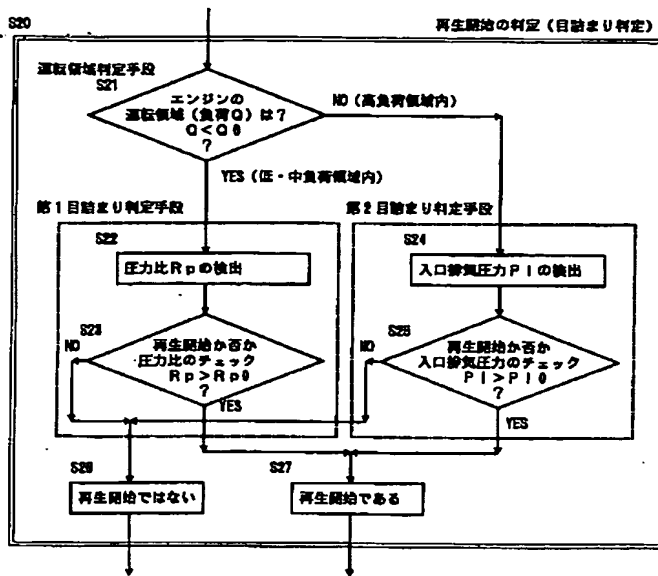 S20
再生開始の判定（目詰まり判定）
運転領域判定手段
S21
エンジンの
運転領域（負荷Q）は？
Q＜Q0
？
NO（高負荷領域内）
YES（低・中負荷領域内）
第1目詰まり判定手段
S22
圧力比Rpの検出
S23
再生開始か否か
圧力比のチェック
Rp＞Rp0
？
NO
YES
第2目詰まり判定手段
S24
入口排気圧力PIの検出
S25
再生開始か否か
入口排気圧力のチェック
PI＞PI0
？
NO
YES
S26
再生開始ではない
S27
再生開始である